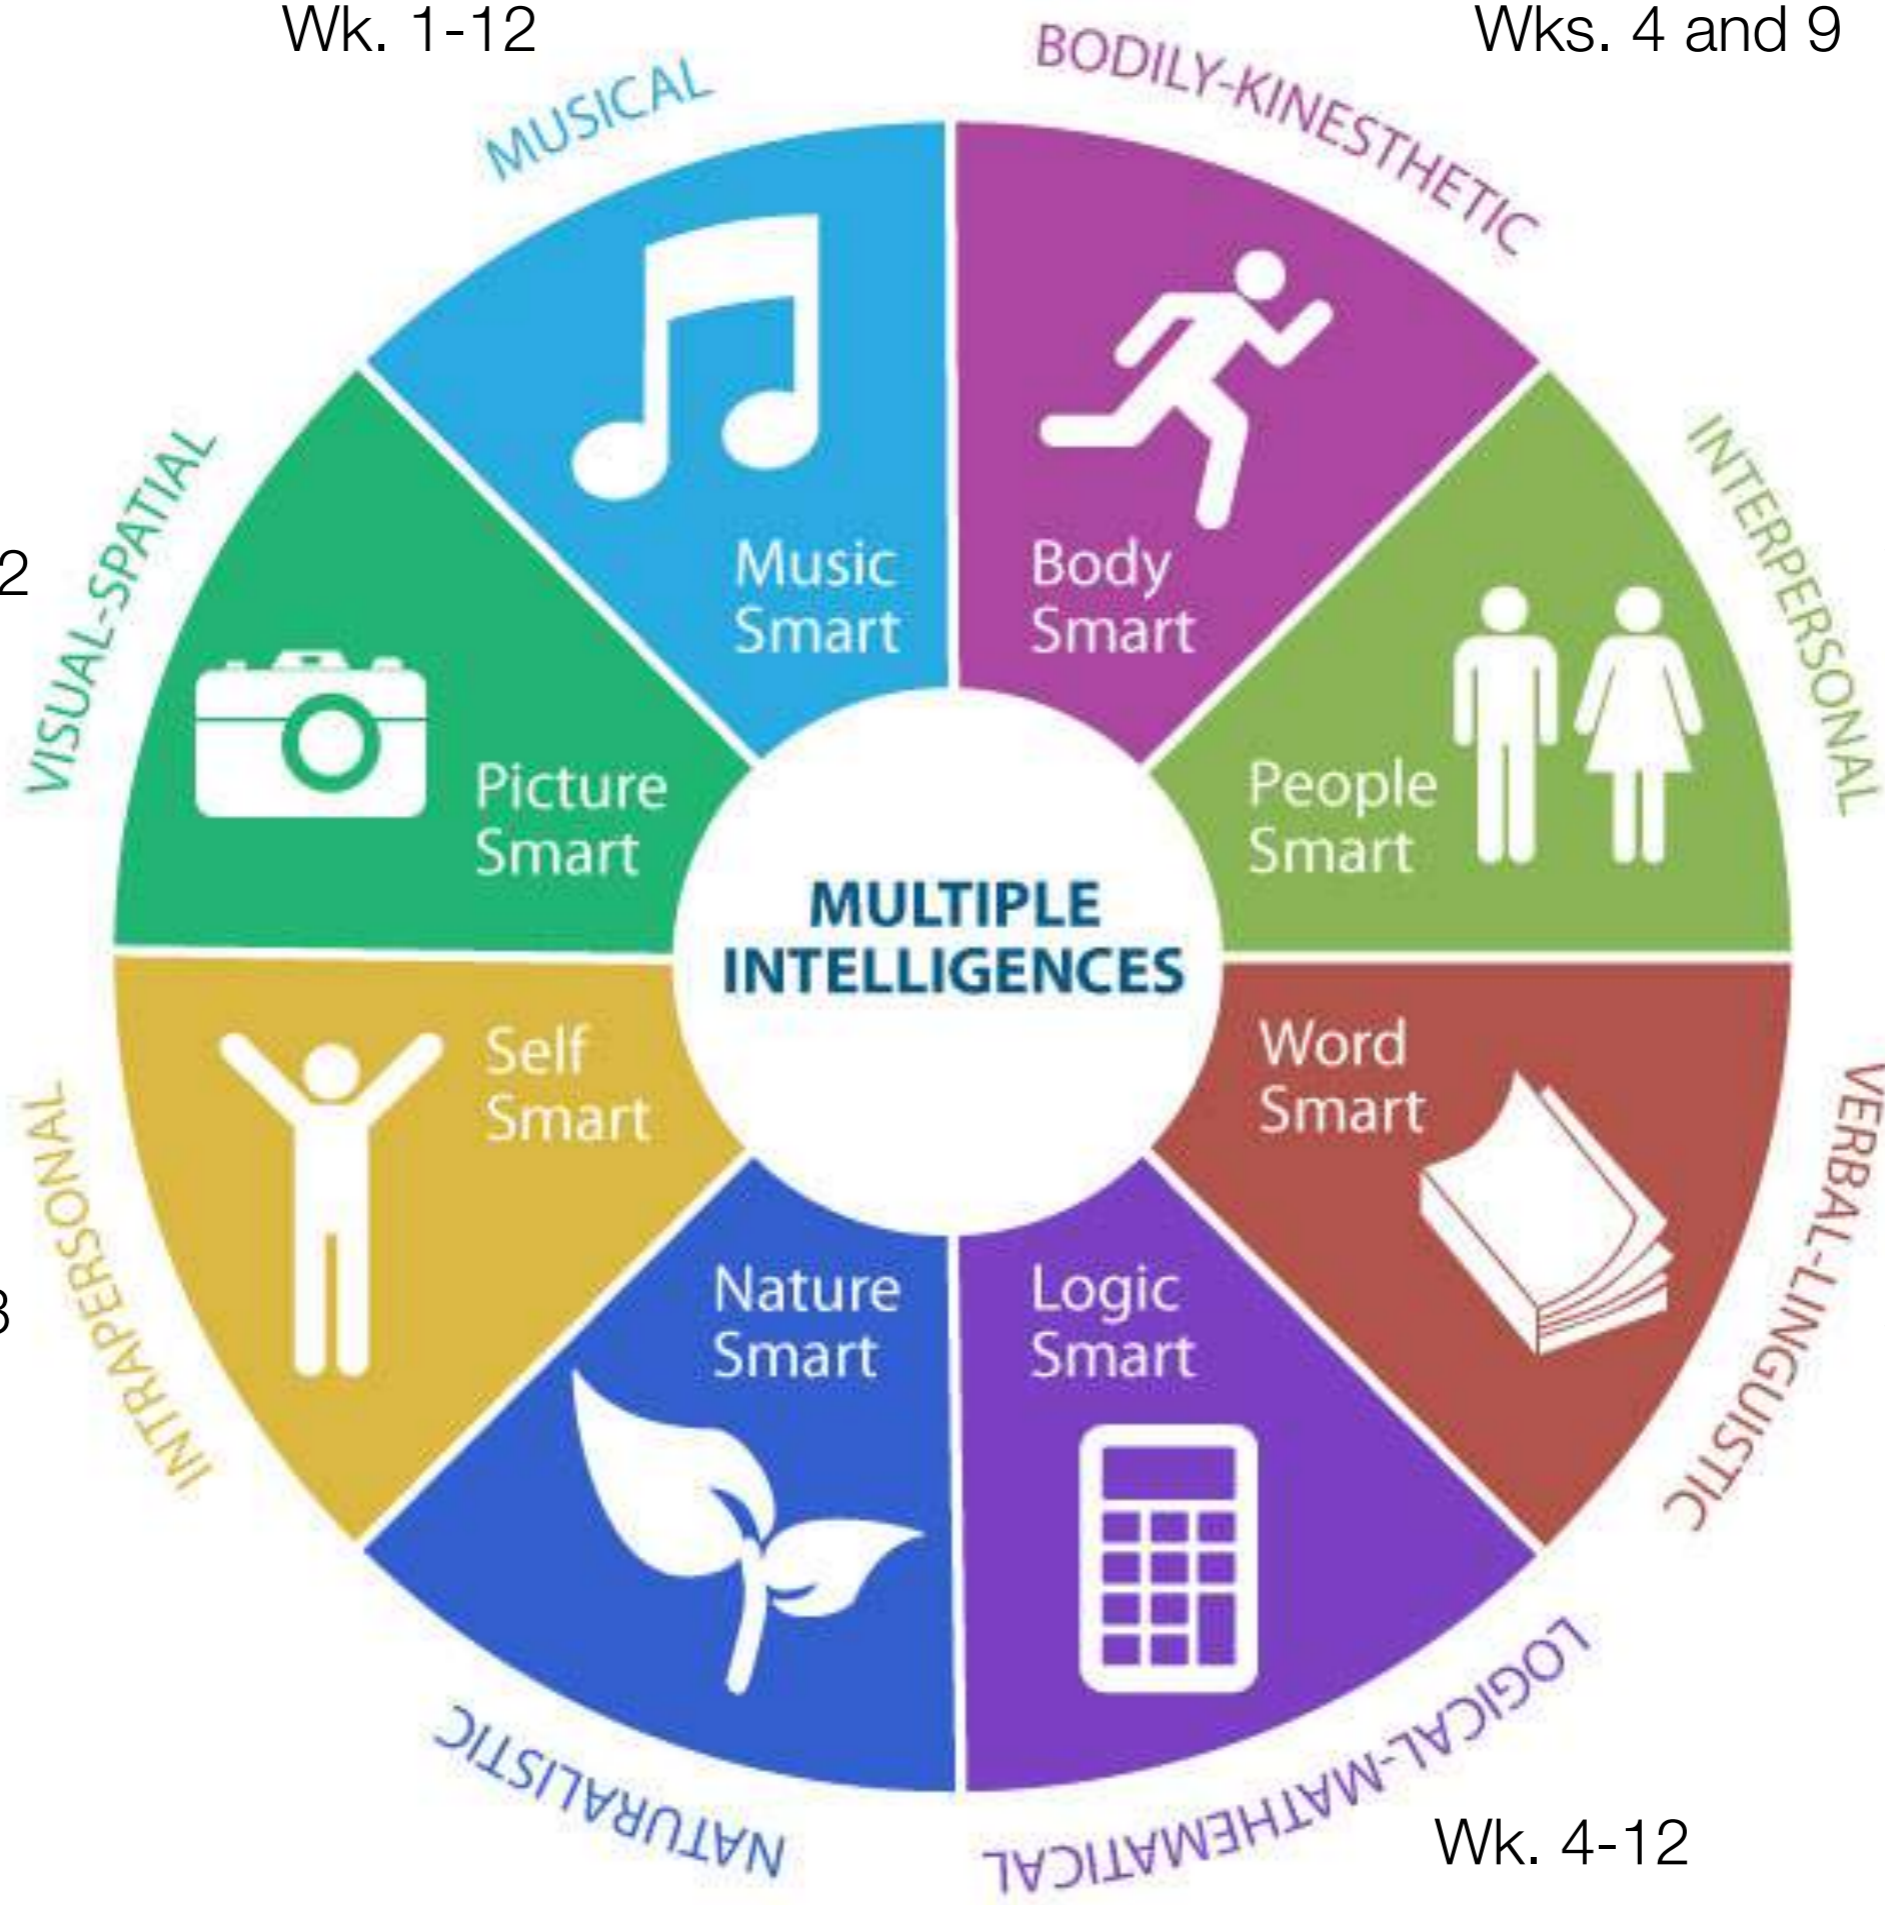 Wk. 1-12
Wks. 4 and 9
MUSICAL
BODILY-KINESTHETIC
VISUAL-SPATIAL
INTERPERSONAL
Music
Smart
Body
Smart
2
Picture
Smart
People
Smart
MULTIPLE
INTELLIGENCES
Self
Smart
Word
Smart
INTRAPERSONAL
VERBAL-LINGUISTIC
Nature
Smart
Logic
Smart
NATURALISTIC
LOGICAL-MATHEMATICAL
Wk. 4-12